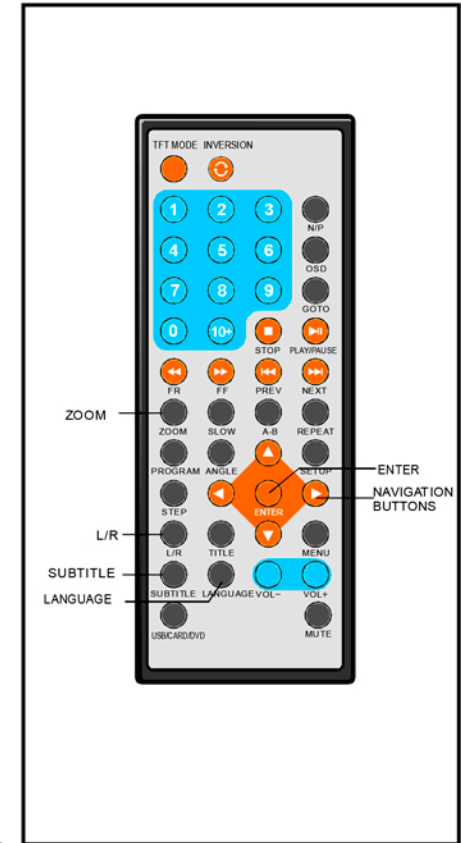 TFT MODE INVERSION
1 2 3
N/P
4 5 6
OSD
7 8 9
GOTO
0 10+
STOP PLAY/PAUSE
FR FF PREV NEXT
ZOOM
ZOOM SLOW A-B REPEAT
PROGRAM ANGLE SETUP
ENTER
NAVIGATION
BUTTONS
STEP ENTER
L/R
L/R TITLE MENU
SUBTITLE
LANGUAGE
SUBTITLE LANGUAGE VOL− VOL+
USB/CARD/DVD MUTE